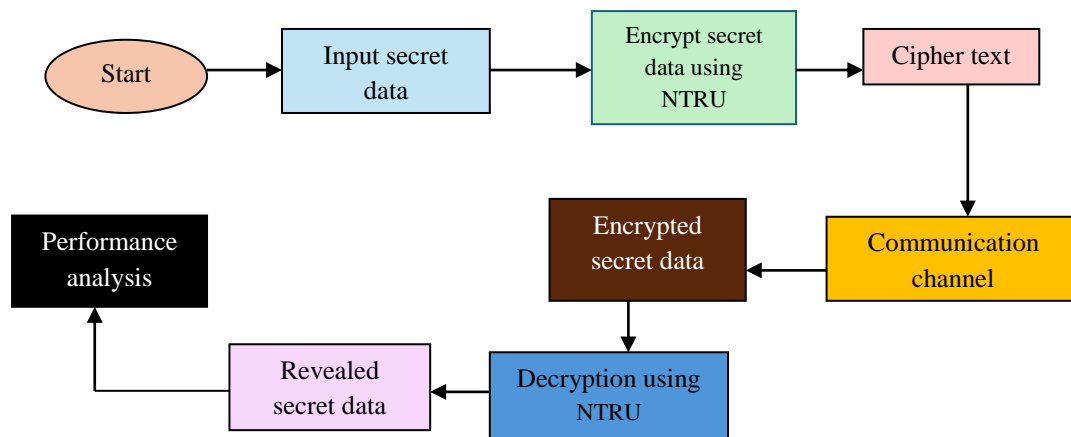 Start
Input secret
data
Encrypt secret
data using
NTRU
Cipher text
Communication
channel
Encrypted
secret data
Decryption using
NTRU
Revealed
secret data
Performance
analysis